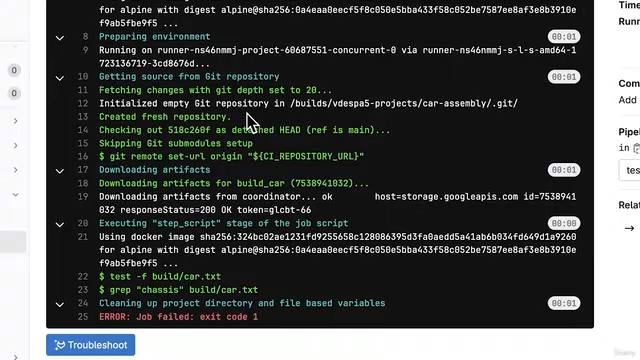 for alpine with digest alpine@sha256:0a4eaa0eecf5f8c050e5bba433f58c052be7587ee8af3e8b3910e
f9ab5fbe9f5 ...
8 Preparing environment 00:01
9 Running on runner-ns46nmmj-project-60687551-concurrent-0 via runner-ns46nmmj-s-l-s-amd64-1
723136719-3cd8676d...
10 Getting source from Git repository 00:01
11 Fetching changes with git depth set to 20...
12 Initialized empty Git repository in /builds/vdespa5-projects/car-assembly/.git/
13 Created fresh repository.
14 Checking out 518c260f as detached HEAD (ref is main)...
15 Skipping Git submodules setup
16 $ git remote set-url origin "${CI_REPOSITORY_URL}"
17 Downloading artifacts 00:01
18 Downloading artifacts for build_car (7538941032)...
19 Downloading artifacts from coordinator... ok host=storage.googleapis.com id=7538941
032 responseStatus=200 OK token=glcbt-66
20 Executing "step_script" stage of the job script 00:00
21 Using docker image sha256:324bc02ae1231fd9255658c128086395d3fa0aedd5a41ab6b034fd649d1a9260
for alpine with digest alpine@sha256:0a4eaa0eecf5f8c050e5bba433f58c052be7587ee8af3e8b3910e
f9ab5fbe9f5 ...
22 $ test -f build/car.txt
23 $ grep "chassis" build/car.txt
24 Cleaning up project directory and file based variables 00:01
25 ERROR: Job failed: exit code 1
Troubleshoot
0
0
Time
Runn
Com
Add
Pipel
in
tes
Relat